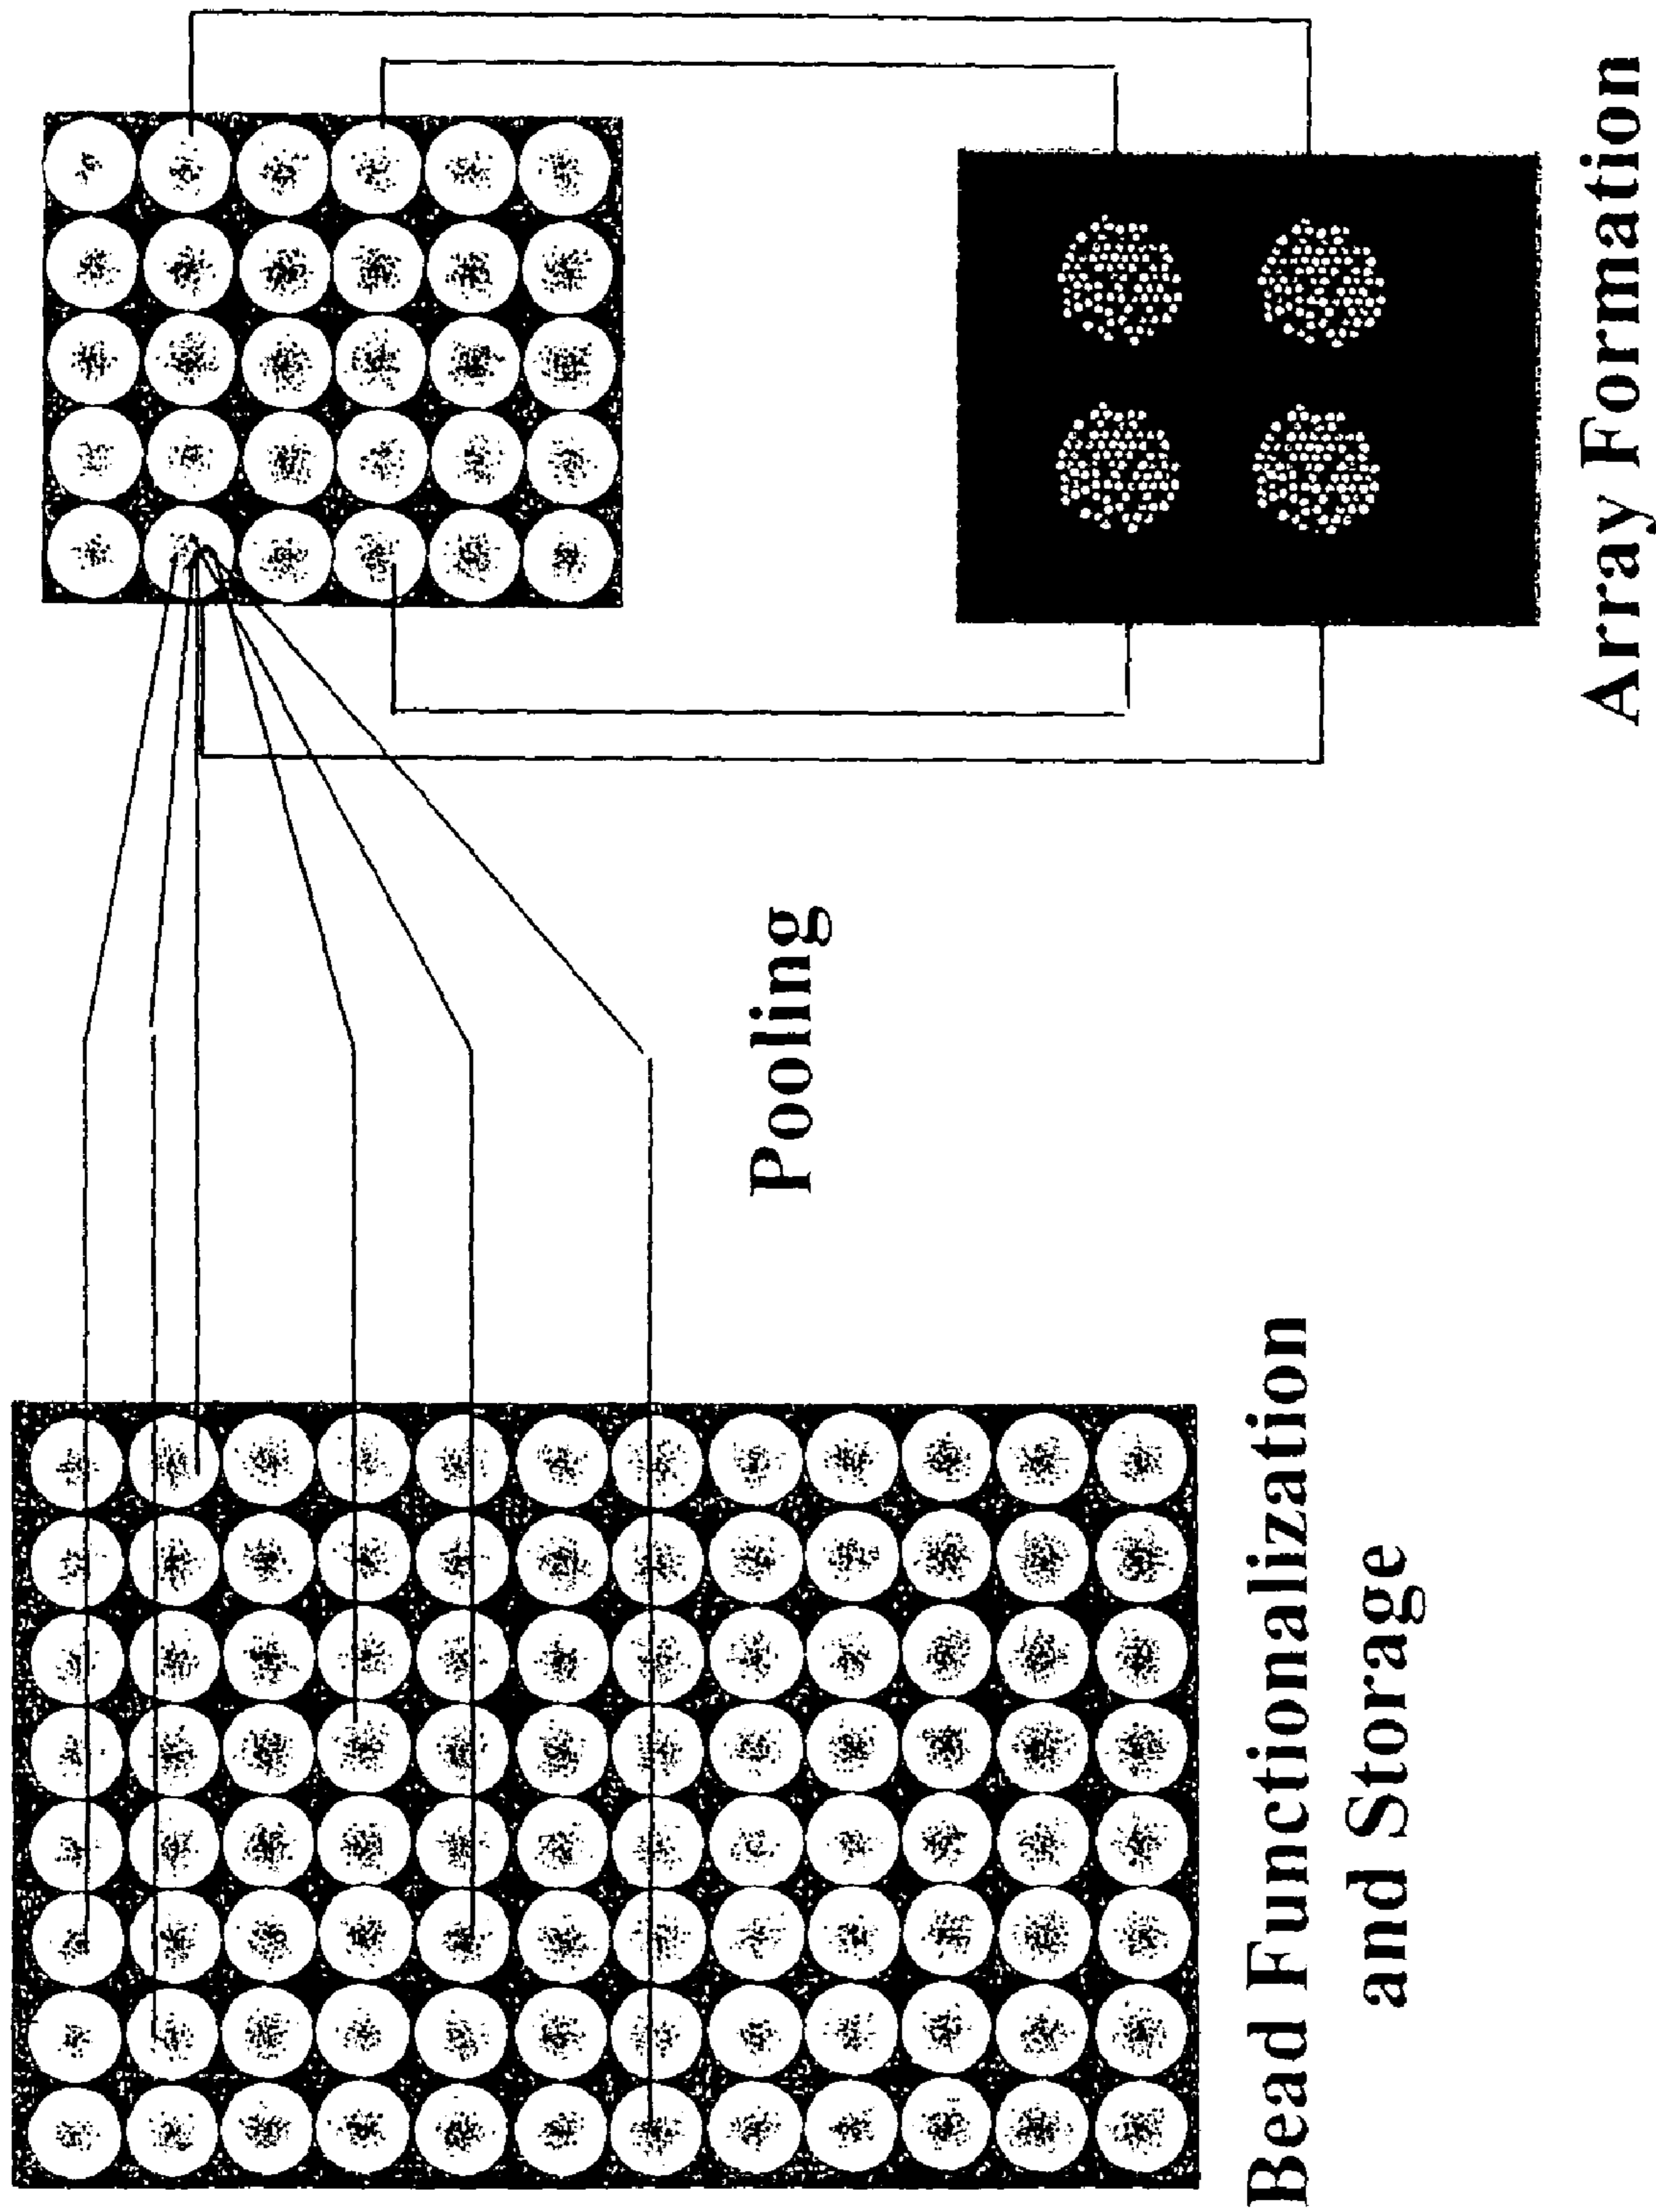 Bead Functionalization
and Storage
Pooling
Array Formation